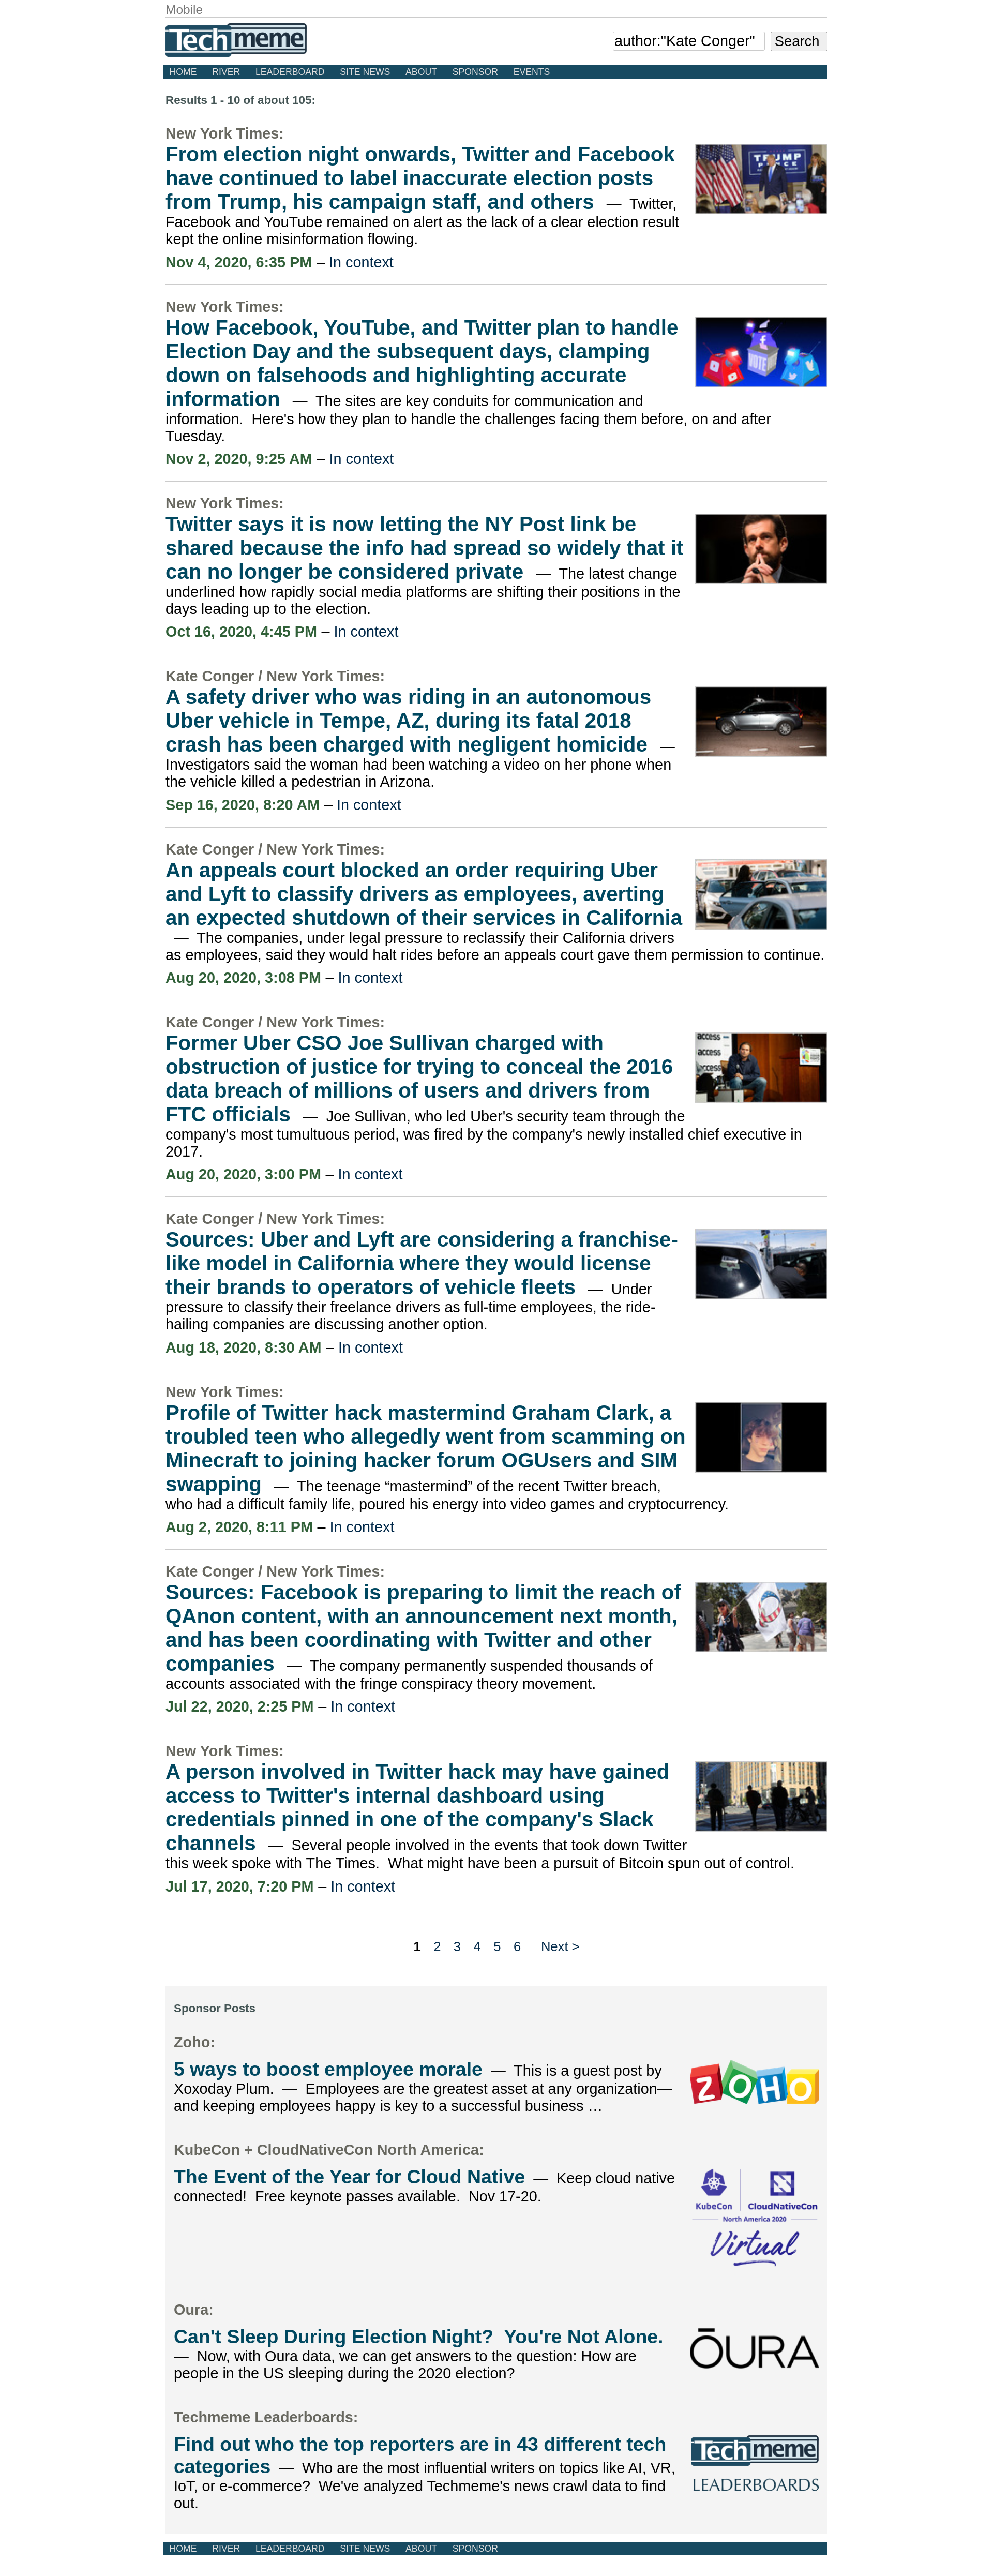 Mobile
Techmeme
author:"Kate Conger"
Search
HOME RIVER LEADERBOARD SITE NEWS ABOUT SPONSOR EVENTS
Results 1 - 10 of about 105:
New York Times:
From election night onwards, Twitter and Facebook
have continued to label inaccurate election posts
from Trump, his campaign staff, and others — Twitter,
Facebook and YouTube remained on alert as the lack of a clear election result
kept the online misinformation flowing.
Nov 4, 2020, 6:35 PM – In context
TRUMP
PENCE
New York Times:
How Facebook, YouTube, and Twitter plan to handle
Election Day and the subsequent days, clamping
down on falsehoods and highlighting accurate
information — The sites are key conduits for communication and
information. Here's how they plan to handle the challenges facing them before, on and after
Tuesday.
Nov 2, 2020, 9:25 AM – In context
VOTE
New York Times:
Twitter says it is now letting the NY Post link be
shared because the info had spread so widely that it
can no longer be considered private — The latest change
underlined how rapidly social media platforms are shifting their positions in the
days leading up to the election.
Oct 16, 2020, 4:45 PM – In context
Kate Conger / New York Times:
A safety driver who was riding in an autonomous
Uber vehicle in Tempe, AZ, during its fatal 2018
crash has been charged with negligent homicide —
Investigators said the woman had been watching a video on her phone when
the vehicle killed a pedestrian in Arizona.
Sep 16, 2020, 8:20 AM – In context
Kate Conger / New York Times:
An appeals court blocked an order requiring Uber
and Lyft to classify drivers as employees, averting
an expected shutdown of their services in California
— The companies, under legal pressure to reclassify their California drivers
as employees, said they would halt rides before an appeals court gave them permission to continue.
Aug 20, 2020, 3:08 PM – In context
Kate Conger / New York Times:
Former Uber CSO Joe Sullivan charged with
obstruction of justice for trying to conceal the 2016
data breach of millions of users and drivers from
FTC officials — Joe Sullivan, who led Uber's security team through the
company's most tumultuous period, was fired by the company's newly installed chief executive in
2017.
Aug 20, 2020, 3:00 PM – In context
access
access
access
Kate Conger / New York Times:
Sources: Uber and Lyft are considering a franchise-
like model in California where they would license
their brands to operators of vehicle fleets — Under
pressure to classify their freelance drivers as full-time employees, the ride-
hailing companies are discussing another option.
Aug 18, 2020, 8:30 AM – In context
New York Times:
Profile of Twitter hack mastermind Graham Clark, a
troubled teen who allegedly went from scamming on
Minecraft to joining hacker forum OGUsers and SIM
swapping — The teenage “mastermind” of the recent Twitter breach,
who had a difficult family life, poured his energy into video games and cryptocurrency.
Aug 2, 2020, 8:11 PM – In context
Kate Conger / New York Times:
Sources: Facebook is preparing to limit the reach of
QAnon content, with an announcement next month,
and has been coordinating with Twitter and other
companies — The company permanently suspended thousands of
accounts associated with the fringe conspiracy theory movement.
Jul 22, 2020, 2:25 PM – In context
New York Times:
A person involved in Twitter hack may have gained
access to Twitter's internal dashboard using
credentials pinned in one of the company's Slack
channels — Several people involved in the events that took down Twitter
this week spoke with The Times. What might have been a pursuit of Bitcoin spun out of control.
Jul 17, 2020, 7:20 PM – In context
1 2 3 4 5 6 Next >
Sponsor Posts
Zoho:
5 ways to boost employee morale — This is a guest post by
Xoxoday Plum. — Employees are the greatest asset at any organization—
and keeping employees happy is key to a successful business …
ZOHO
KubeCon + CloudNativeCon North America:
The Event of the Year for Cloud Native — Keep cloud native
connected! Free keynote passes available. Nov 17-20.
KubeCon CloudNativeCon
North America 2020
Virtual
Oura:
Can't Sleep During Election Night? You're Not Alone.
— Now, with Oura data, we can get answers to the question: How are
people in the US sleeping during the 2020 election?
ŌURA
Techmeme Leaderboards:
Find out who the top reporters are in 43 different tech
categories — Who are the most influential writers on topics like AI, VR,
IoT, or e-commerce? We've analyzed Techmeme's news crawl data to find
out.
Techmeme
LEADERBOARDS
HOME RIVER LEADERBOARD SITE NEWS ABOUT SPONSOR